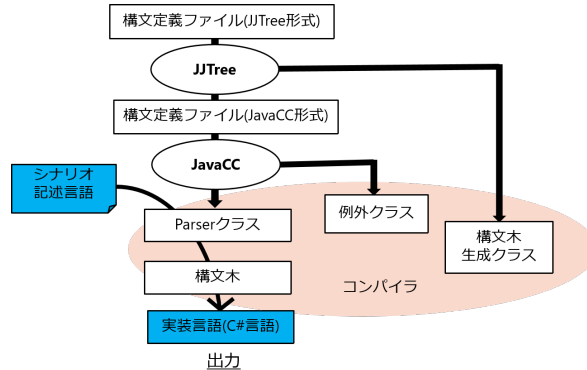 構文定義ファイル(JJTree形式)
JJTree
構文定義ファイル(JavaCC形式)
JavaCC
シナリオ
記述言語
例外クラス
Parserクラス
構文木
生成クラス
構文木
コンパイラ
実装言語(C#言語)
出力